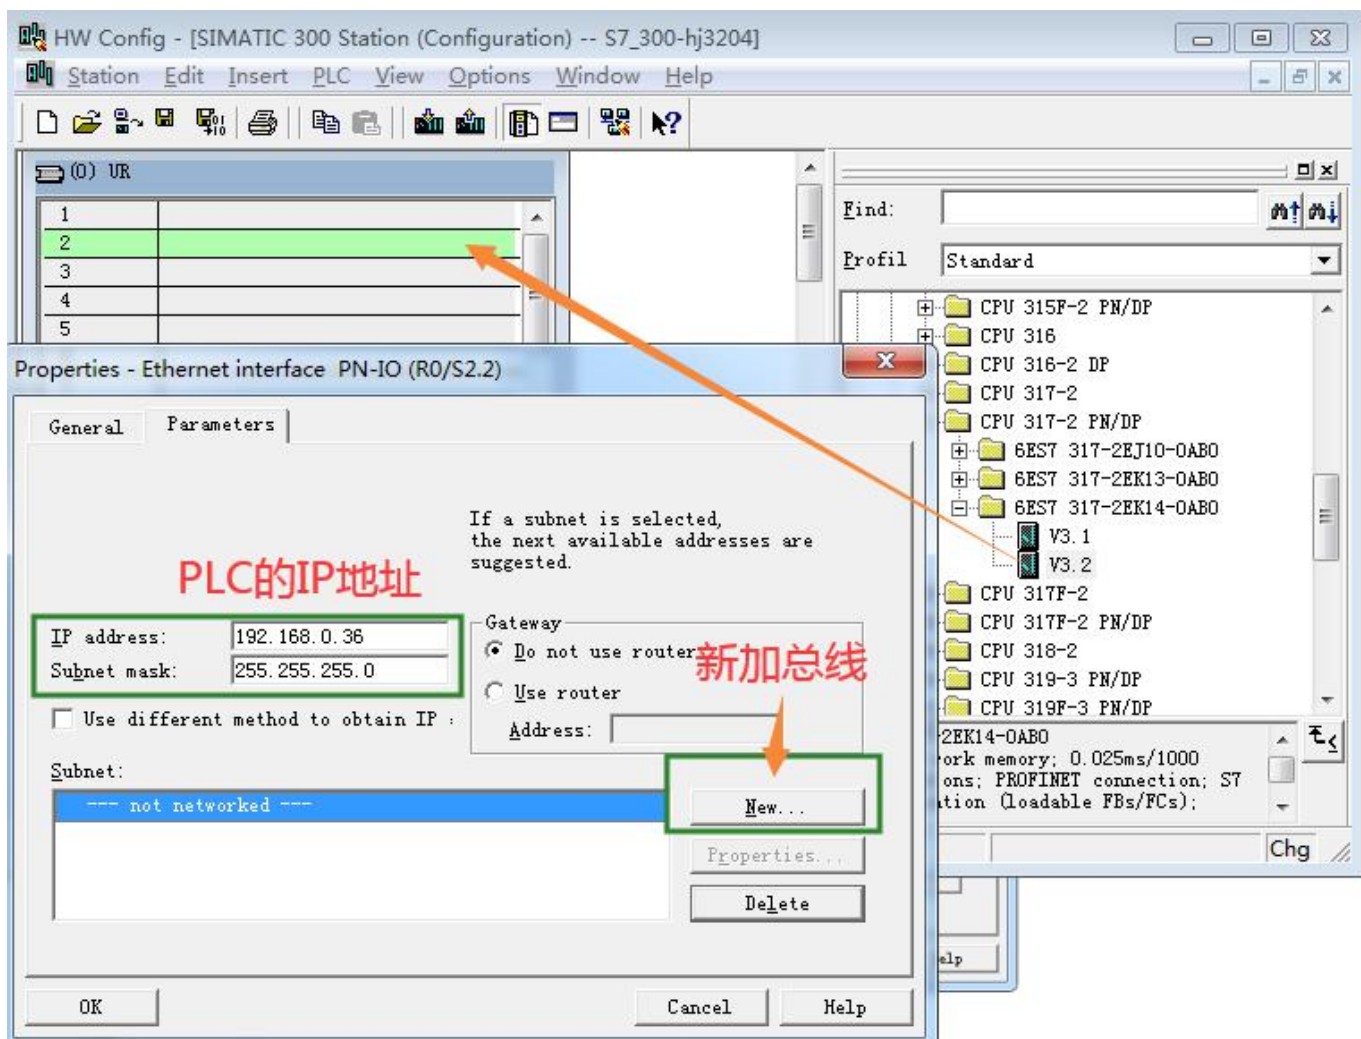 HW Config - [SIMATIC 300 Station (Configuration) -- S7_300-hj3204]
Station Edit Insert PLC View Options Window Help
(0) UR
1
2
3
4
5
Find:
Profil Standard
CPU 315F-2 PN/DP
CPU 316
CPU 316-2 DP
CPU 317-2
CPU 317-2 PN/DP
6ES7 317-2EJ10-0AB0
6ES7 317-2EK13-0AB0
6ES7 317-2EK14-0AB0
V3.1
V3.2
CPU 317F-2
CPU 317F-2 PN/DP
CPU 318-2
CPU 319-3 PN/DP
CPU 319F-3 PN/DP
2EK14-0AB0
ork memory; 0.025ms/1000
ons; PROFINET connection; S7
tion (loadable FBs/FCs);
Chg
Properties - Ethernet interface PN-IO (R0/S2.2)
General Parameters
If a subnet is selected,
the next available addresses are
suggested.
PLC的IP地址
IP address: 192.168.0.36
Subnet mask: 255.255.255.0
Use different method to obtain IP
Gateway
Do not use router
Use router
Address:
新加总线
Subnet:
--- not networked ---
New...
Properties...
Delete
OK Cancel Help
elp